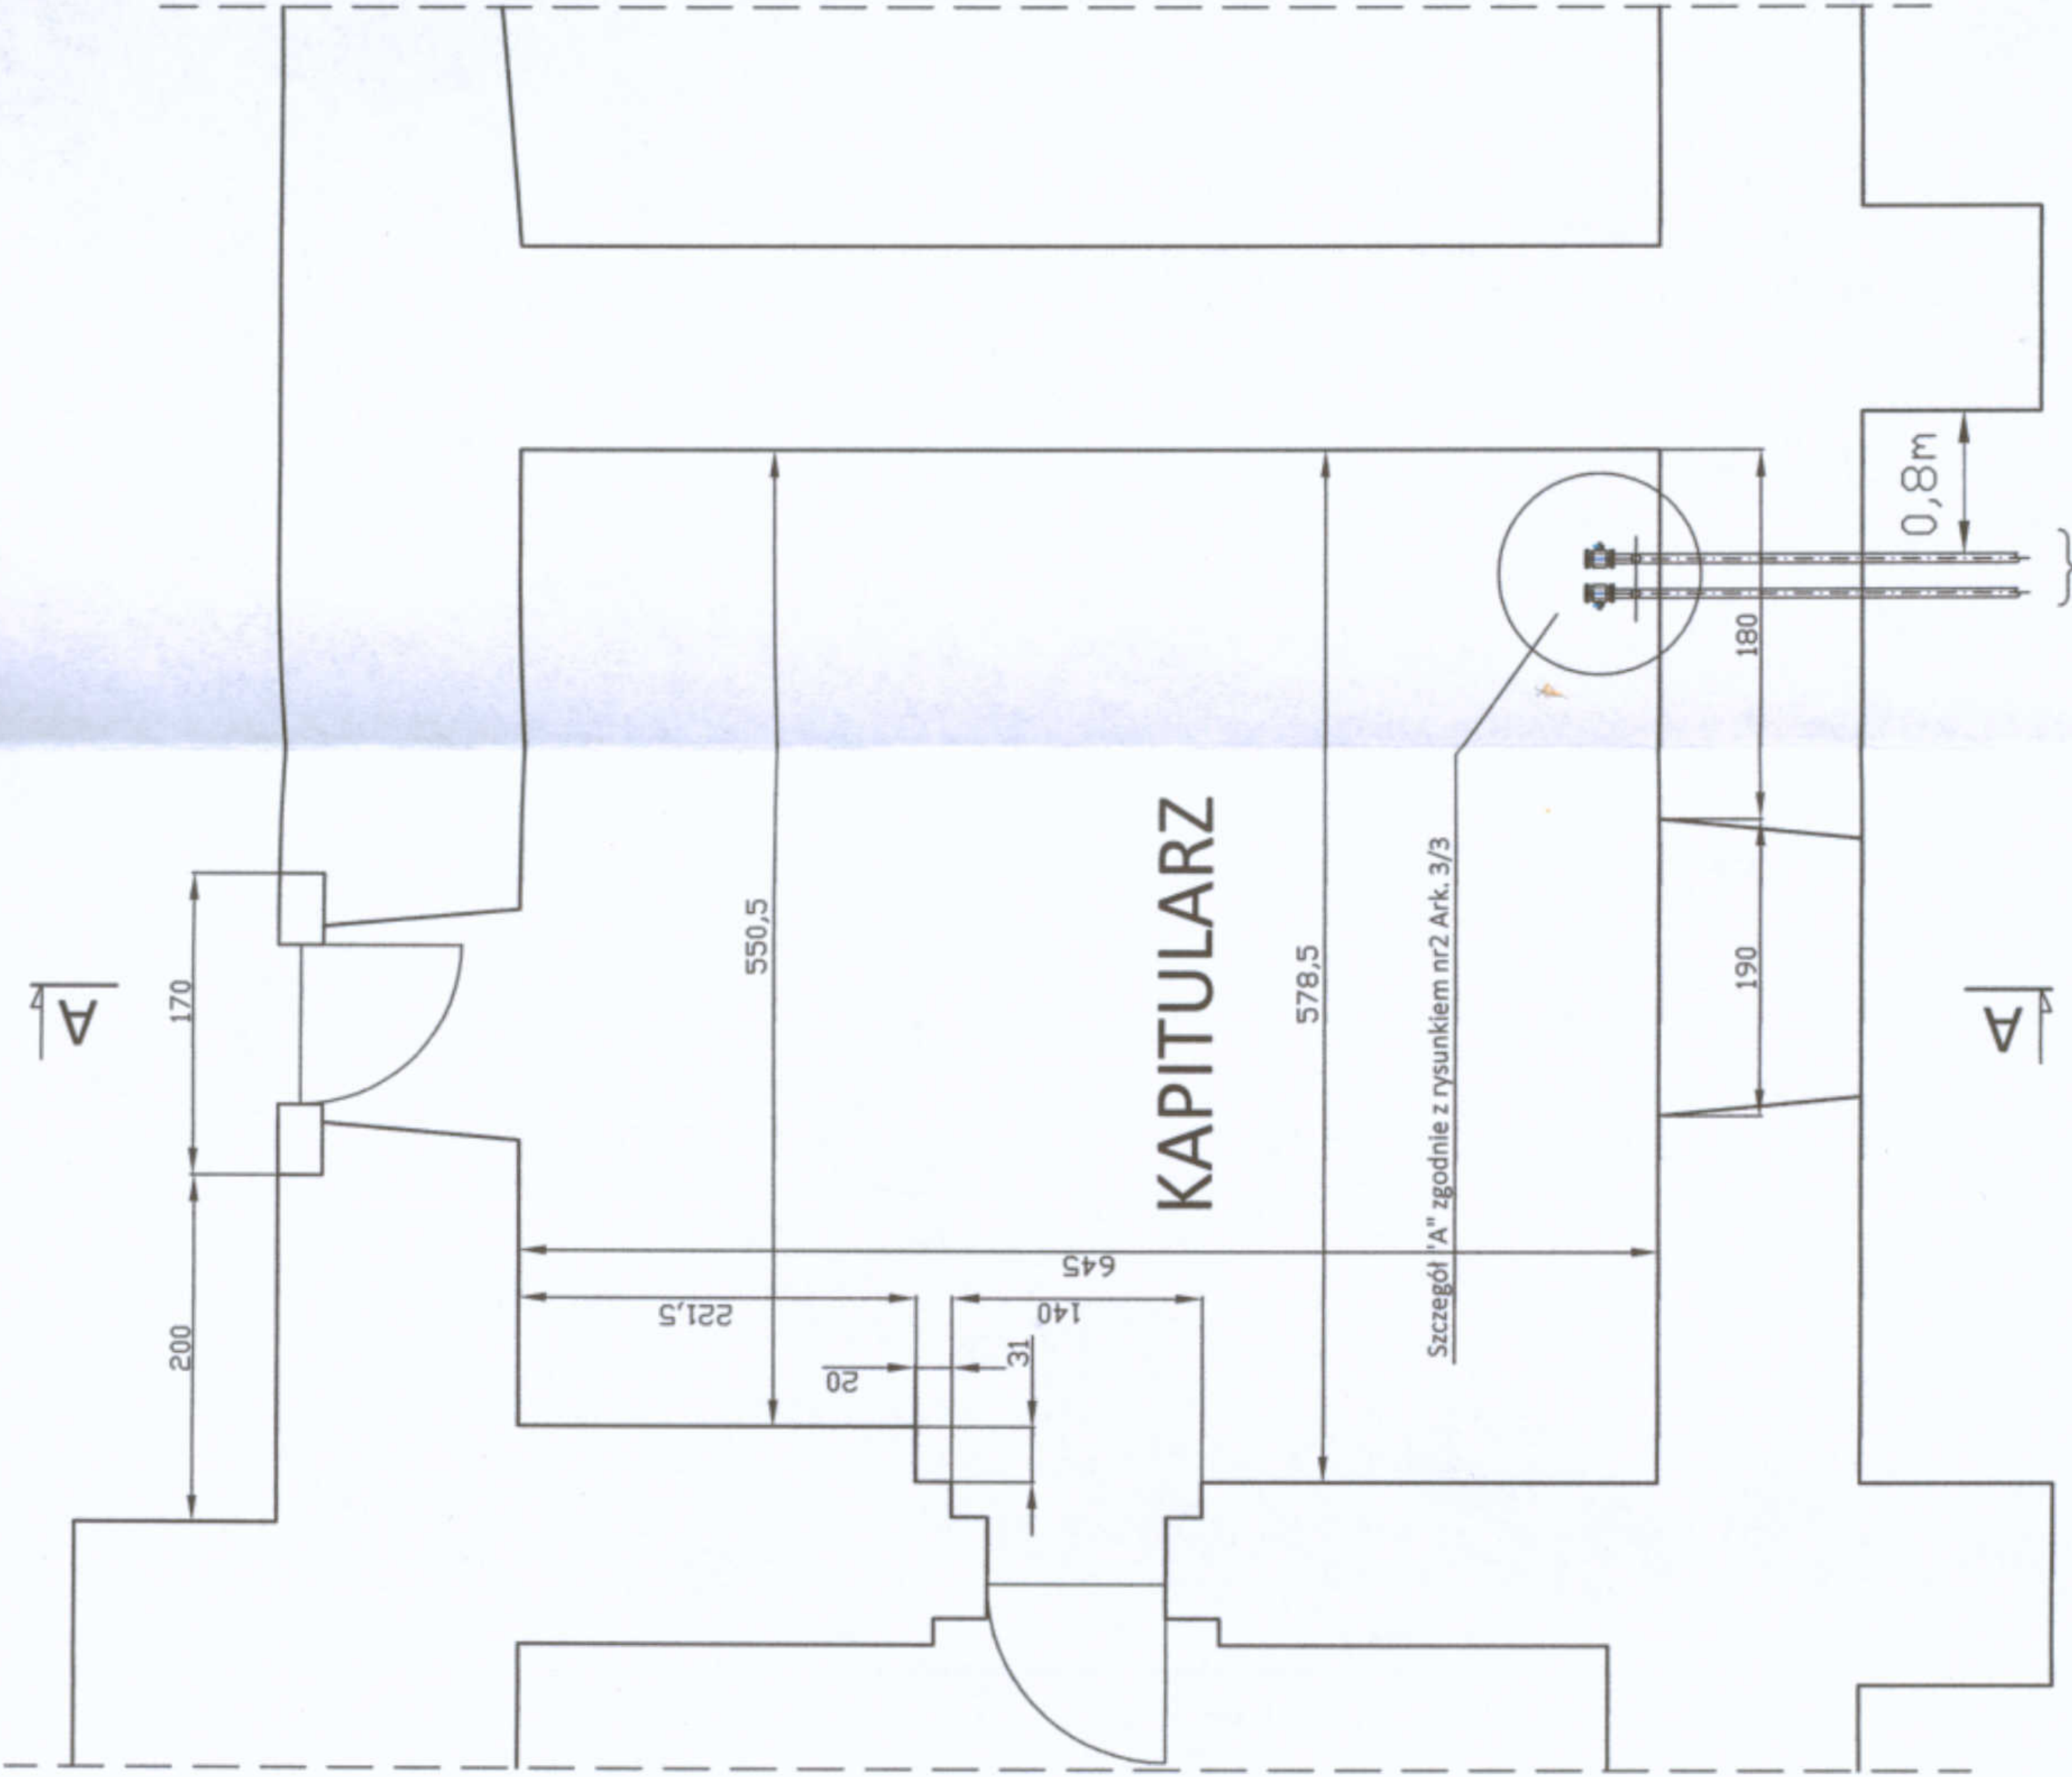 A
170
200
550,5
KAPITULARZ
578,5
645
221,5
140
20
31
Szczegół "A" zgodnie z rysunkiem nr2 Ark. 3/3
180
190
0,8m
A